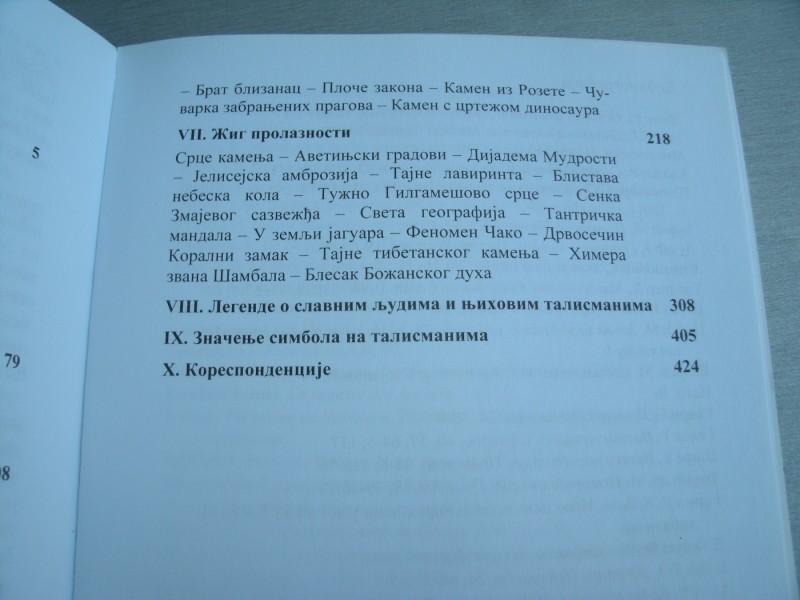 5
79
98
– Брат близанац – Плоче закона – Камен из Розете – Чу-
варка забрањених прагова – Камен с цртежом диносаура
VII. Жиг пролазности 218
Срце камења – Аветињски градови – Дијадема Мудрости
– Јелисејска амброзија – Тајне лавиринта – Блистава
небеска кола – Тужно Гилгамешово срце – Сенка
Змајевог сазвежђа – Света географија – Тантричка
мандала – У земљи јагуара – Феномен Чако – Дрвосечин
Корални замак – Тајне тибетанског камења – Химера
звана Шамбала – Блесак Божанског духа
VIII. Легенде о славним људима и њиховим талисманима 308
IX. Значење симбола на талисманима 405
X. Кореспонденције 424